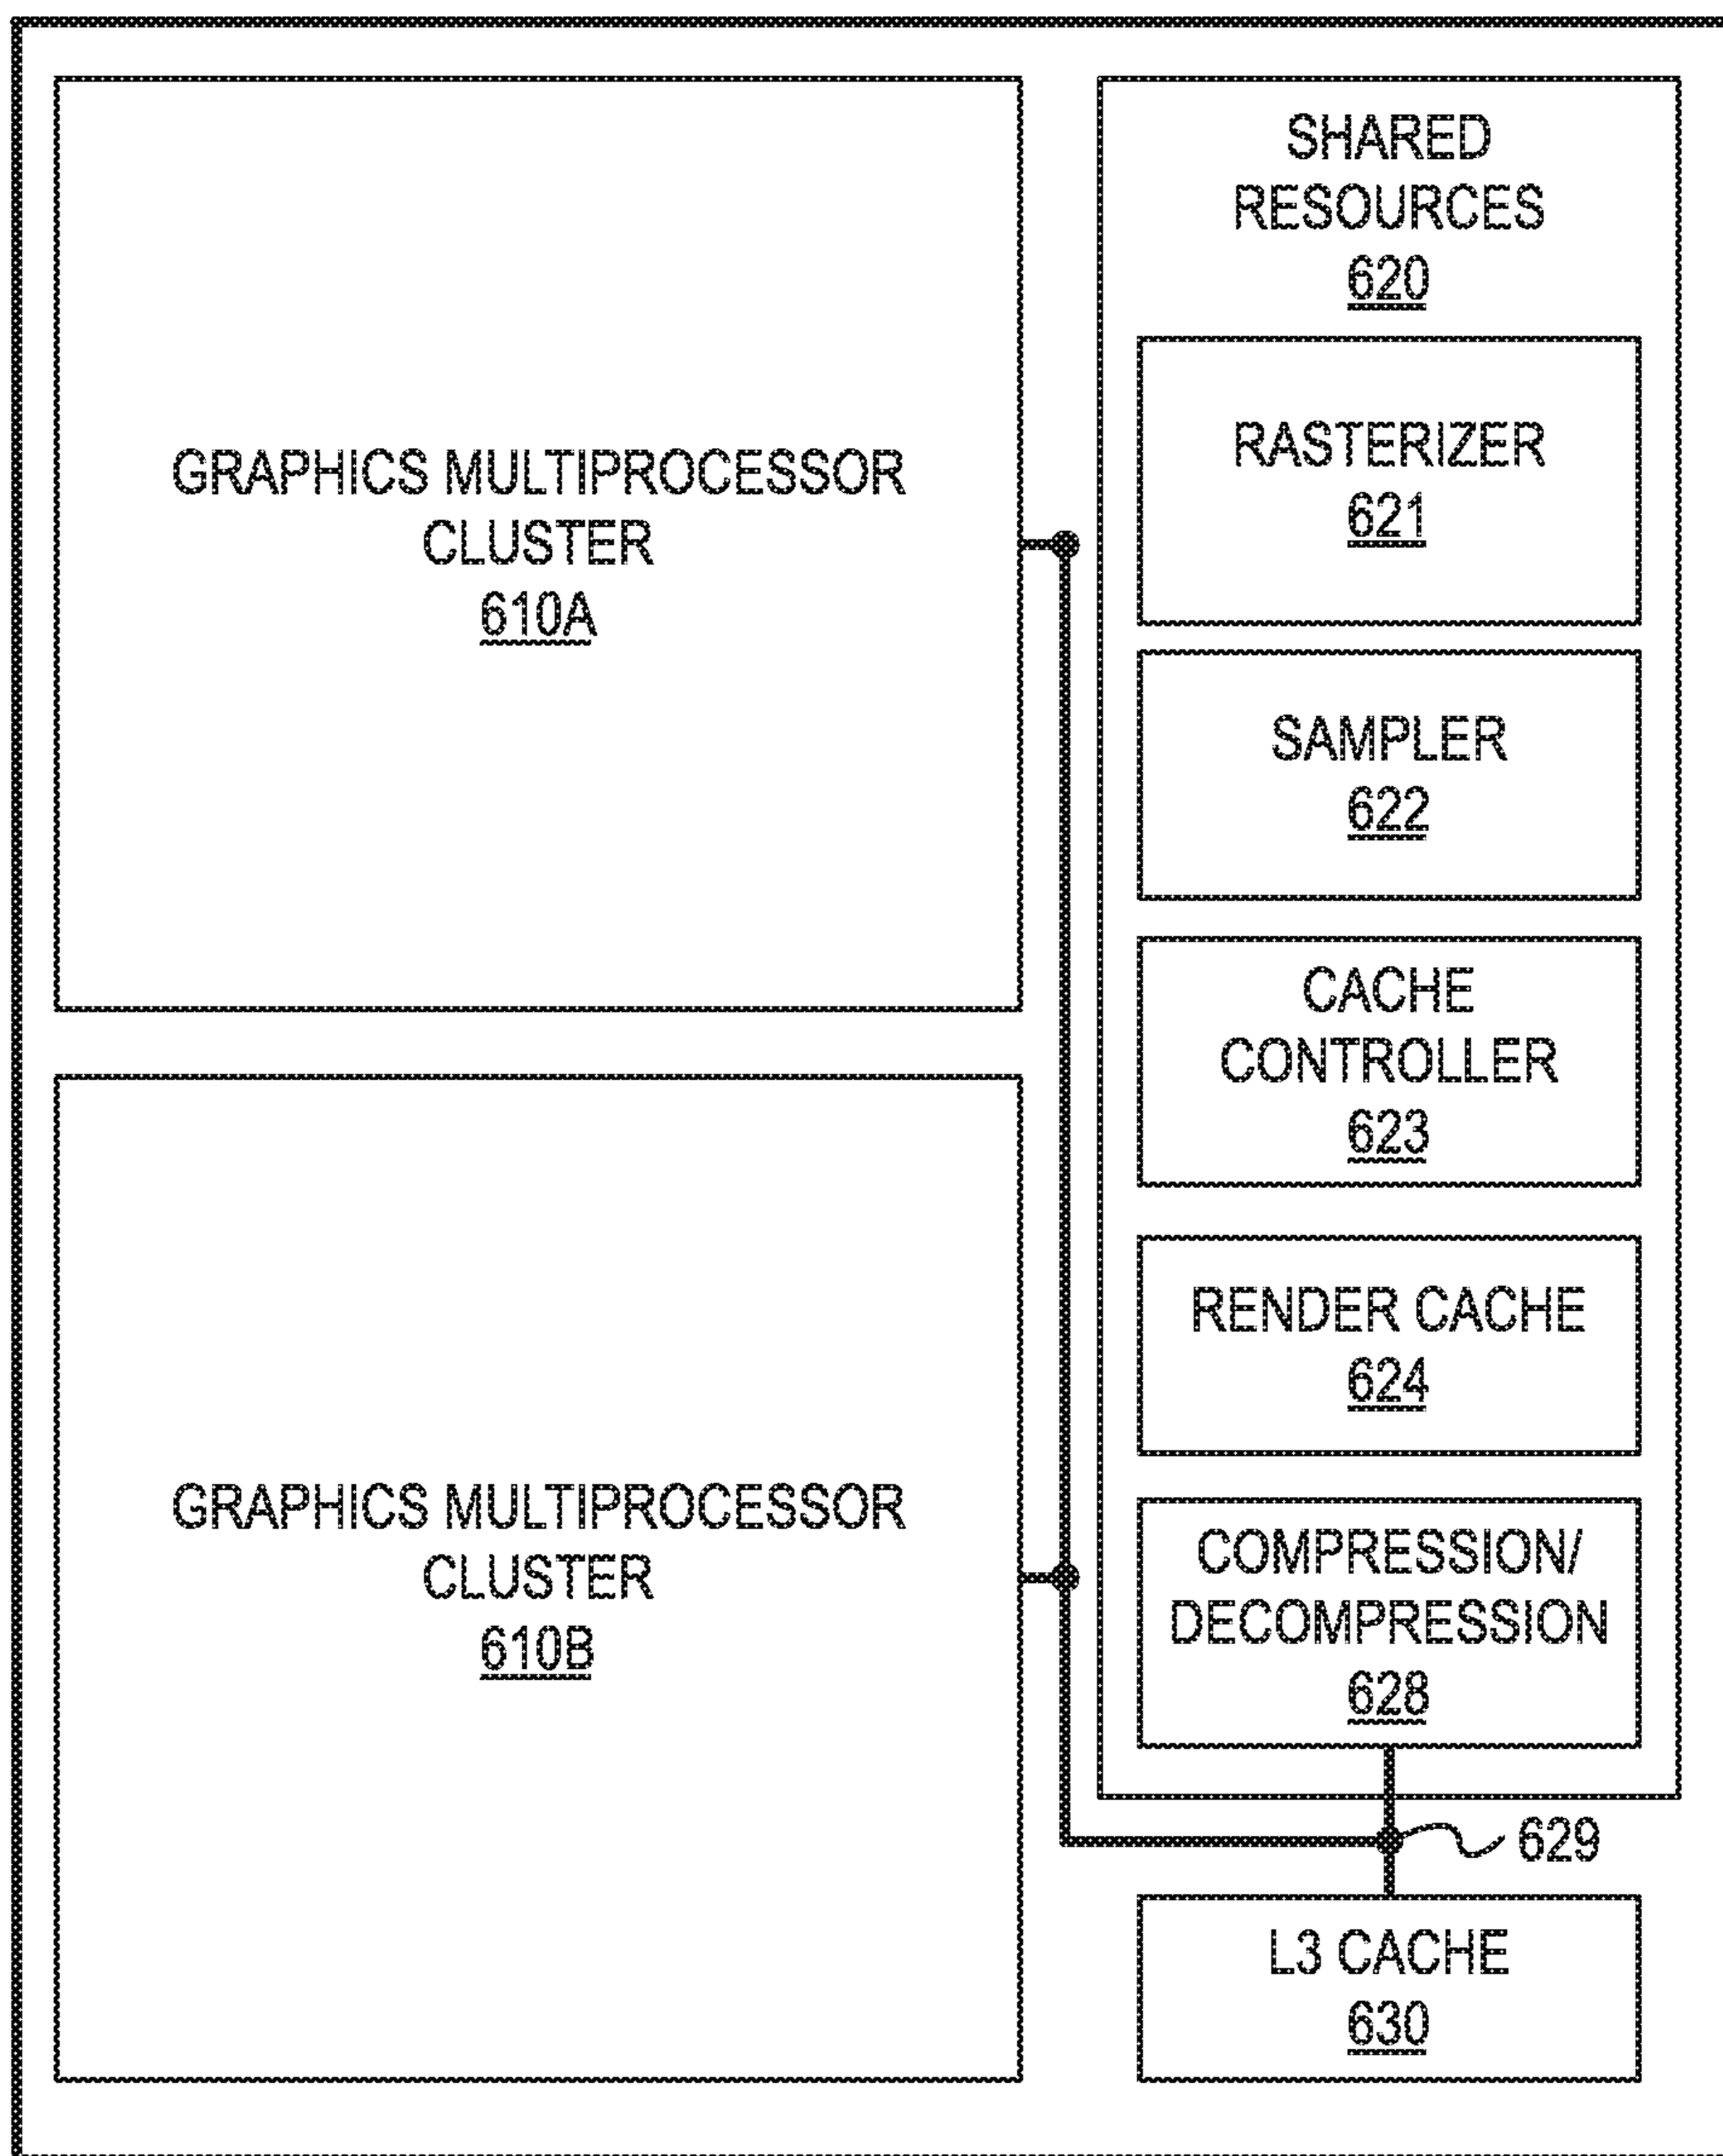 GRAPHICS MULTIPROCESSOR
CLUSTER
610A
GRAPHICS MULTIPROCESSOR
CLUSTER
610B
SHARED
RESOURCES
620
RASTERIZER
621
SAMPLER
622
CACHE
CONTROLLER
623
RENDER CACHE
624
COMPRESSION/
DECOMPRESSION
628
629
L3 CACHE
630